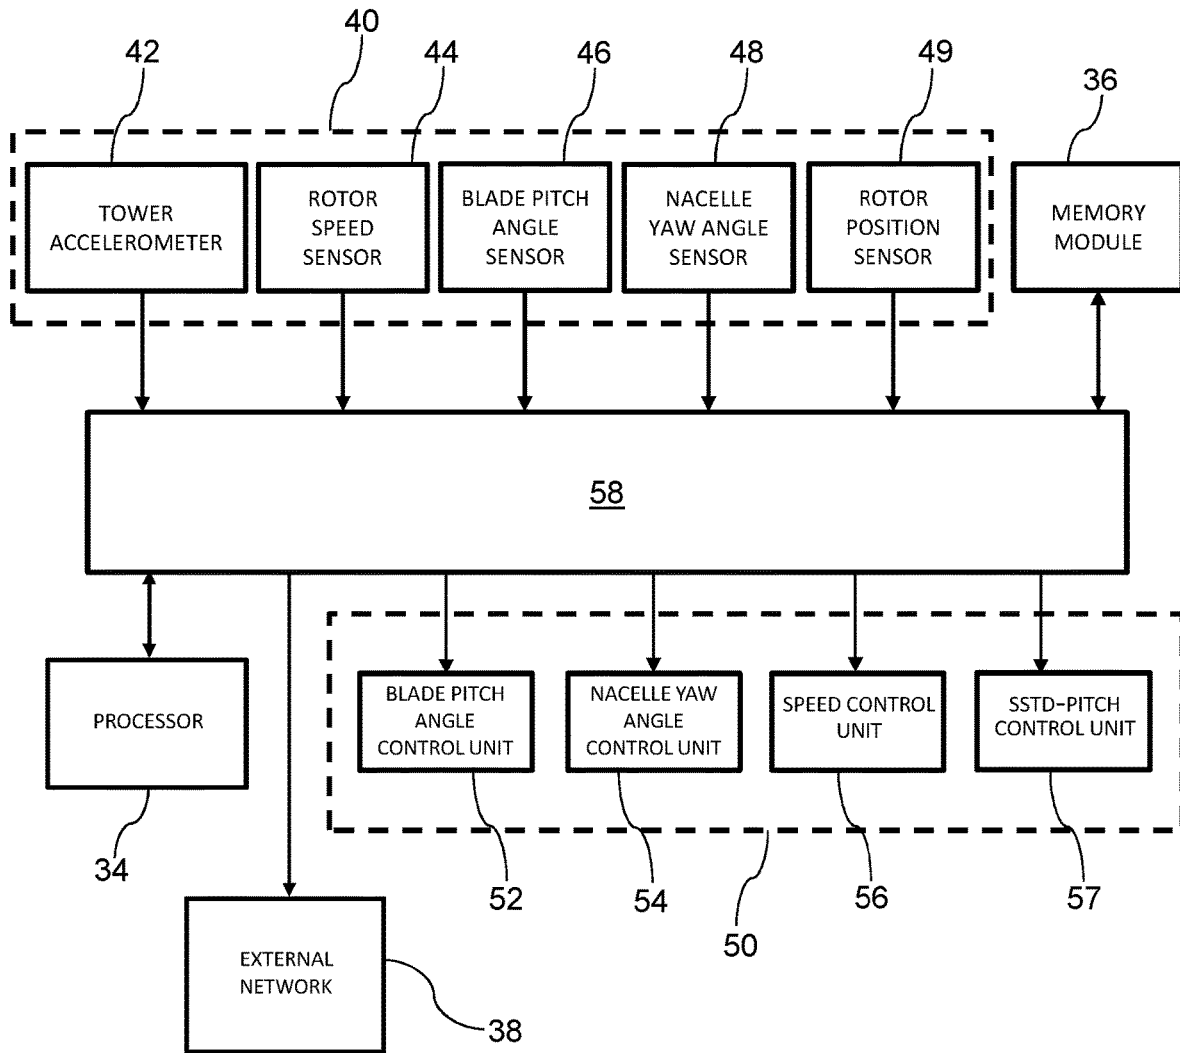 40
42
44
46
48
49
36
TOWER
ACCELEROMETER
ROTOR
SPEED
SENSOR
BLADE PITCH
ANGLE
SENSOR
NACELLE
YAW ANGLE
SENSOR
ROTOR
POSITION
SENSOR
MEMORY
MODULE
58
PROCESSOR
BLADE PITCH
ANGLE
CONTROL UNIT
NACELLE YAW
ANGLE
CONTROL UNIT
SPEED CONTROL
UNIT
SSTD-PITCH
CONTROL UNIT
34
52
54
56
57
50
EXTERNAL
NETWORK
38